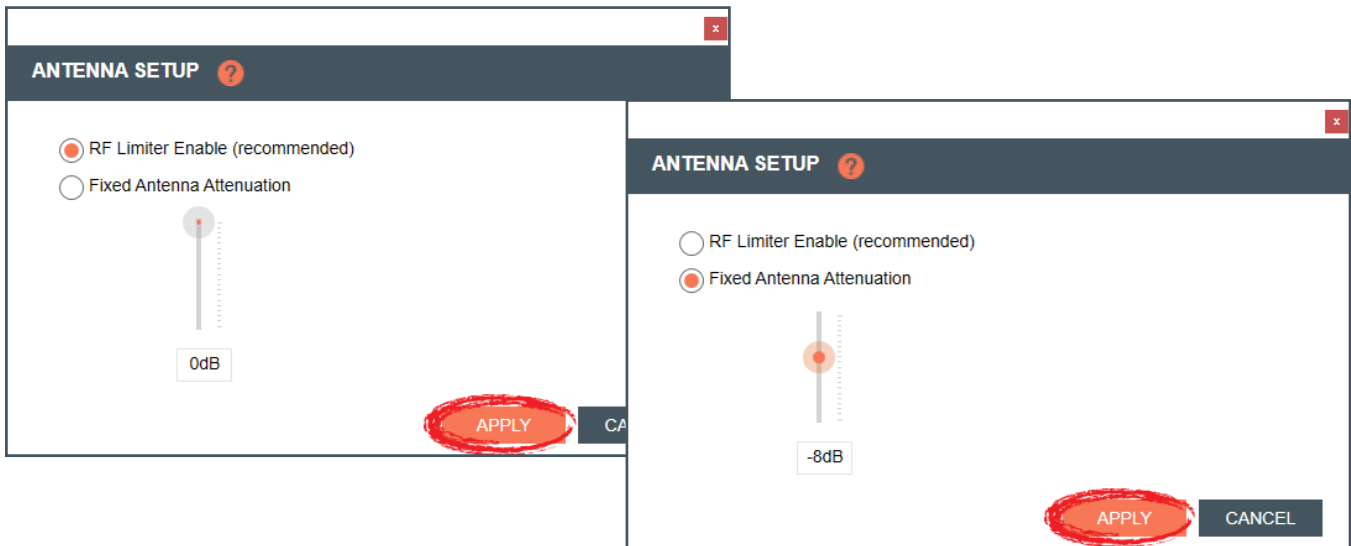 x
ANTENNA SETUP ?
RF Limiter Enable (recommended)
Fixed Antenna Attenuation
0dB
APPLY
CA
x
ANTENNA SETUP ?
RF Limiter Enable (recommended)
Fixed Antenna Attenuation
-8dB
APPLY
CANCEL